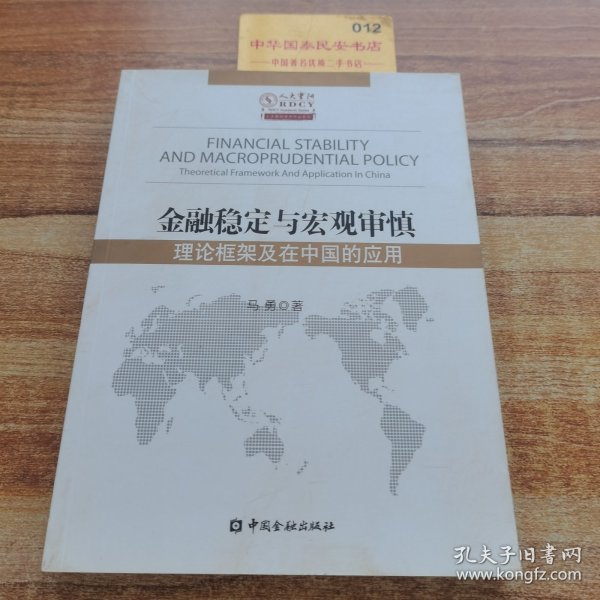 012
中华国泰民安书店
中国著名优质二手书店
人大重阳
RDCY
FINANCIAL STABILITY
AND MACROPRUDENTIAL POLICY
Theoretical Framework And Application In China
金融稳定与宏观审慎
理论框架及在中国的应用
马 勇◎著
中国金融出版社
孔夫子旧书网
www.kongfz.com